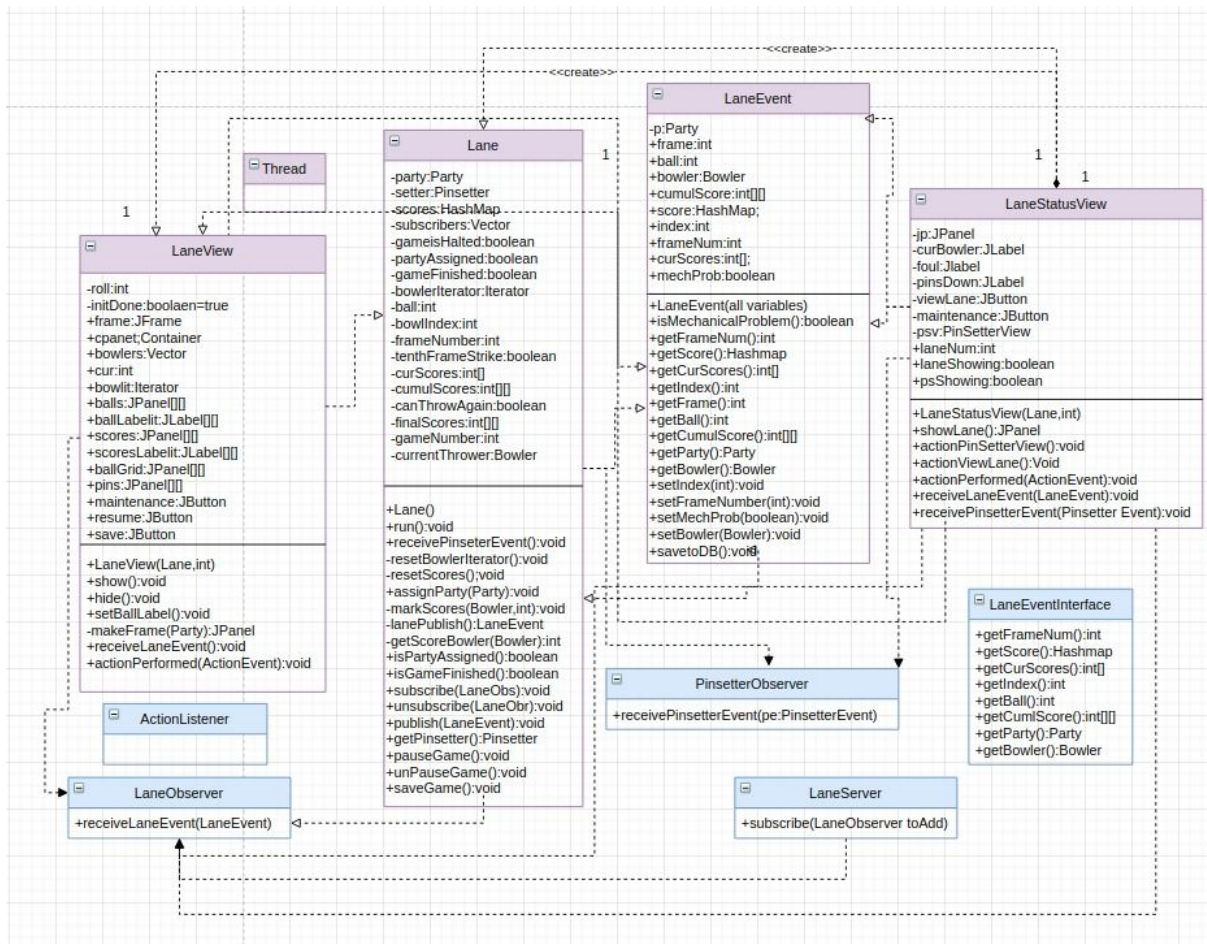 <<create>>
<<create>>
LaneEvent
-p:Party
+frame:int
+ball:int
+bowler:Bowler
+cumulScore:int[][]
+score:HashMap;
+index:int
+frameNum:int
+curScores:int[];
+mechProb:boolean
+LaneEvent(all variables)
+isMechanicalProblem():boolean
+getFrameNum():int
+getScore():Hashmap
+getCurScores():int[]
+getIndex():int
+getFrame():int
+getBall():int
+getCumulScore():int[][]
+getParty():Party
+getBowler():Bowler
+setIndex(int):void
+setFrameNumber(int):void
+setMechProb(boolean):void
+setBowler(Bowler):void
+savetoDB():void
Lane
-party:Party
-setter:Pinsetter
-scores:HashMap
-subscribers:Vector
-gameisHalted:boolean
-partyAssigned:boolean
-gameFinished:boolean
-bowlerIterator:Iterator
-ball:int
-bowlIndex:int
-frameNumber:int
-tenthFrameStrike:boolean
-curScores:int[]
-cumulScores:int[][]
-canThrowAgain:boolean
-finalScores:int[][]
-gameNumber:int
-currentThrower:Bowler
+Lane()
+run():void
+receivePinseterEvent():void
-resetBowlerIterator():void
-resetScores();void
+assignParty(Party):void
-markScores(Bowler,int):void
-lanePublish():LaneEvent
-getScoreBowler(Bowler):int
+isPartyAssigned():boolean
+isGameFinished():boolean
+subscribe(LaneObs):void
+unsubscribe(LaneObr):void
+publish(LaneEvent):void
+getPinsetter():Pinsetter
+pauseGame():void
+unPauseGame():void
+saveGame():void
1
1
1
Thread
1
LaneStatusView
-jp:JPanel
-curBowler:JLabel
-foul:Jlabel
-pinsDown:JLabel
-viewLane:JButton
-maintenance:JButton
-psv:PinSetterView
+laneNum:int
+laneShowing:boolean
+psShowing:boolean
+LaneStatusView(Lane,int)
+showLane():JPanel
+actionPinSetterView():void
+actionViewLane():Void
+actionPerformed(ActionEvent):void
+receiveLaneEvent(LaneEvent):void
+receivePinsetterEvent(Pinsetter Event):void
LaneView
-roll:int
-initDone:boolaen=true
+frame:JFrame
+cpanet;Container
+bowlers:Vector
+cur:int
+bowlit:Iterator
+balls:JPanel[][]
+ballLabelit:JLabel[][]
+scores:JPanel[][]
+scoresLabelit:JLabel[][]
+ballGrid:JPanel[][]
+pins:JPanel[][]
+maintenance:JButton
+resume:JButton
+save:JButton
+LaneView(Lane,int)
+show():void
+hide():void
+setBallLabel():void
-makeFrame(Party):JPanel
+receiveLaneEvent():void
+actionPerformed(ActionEvent):void
LaneEventInterface
+getFrameNum():int
+getScore():Hashmap
+getCurScores():int[]
+getIndex():int
+getBall():int
+getCumlScore():int[][]
+getParty():Party
+getBowler():Bowler
PinsetterObserver
+receivePinsetterEvent(pe:PinsetterEvent)
ActionListener
LaneObserver
+receiveLaneEvent(LaneEvent)
LaneServer
+subscribe(LaneObserver toAdd)